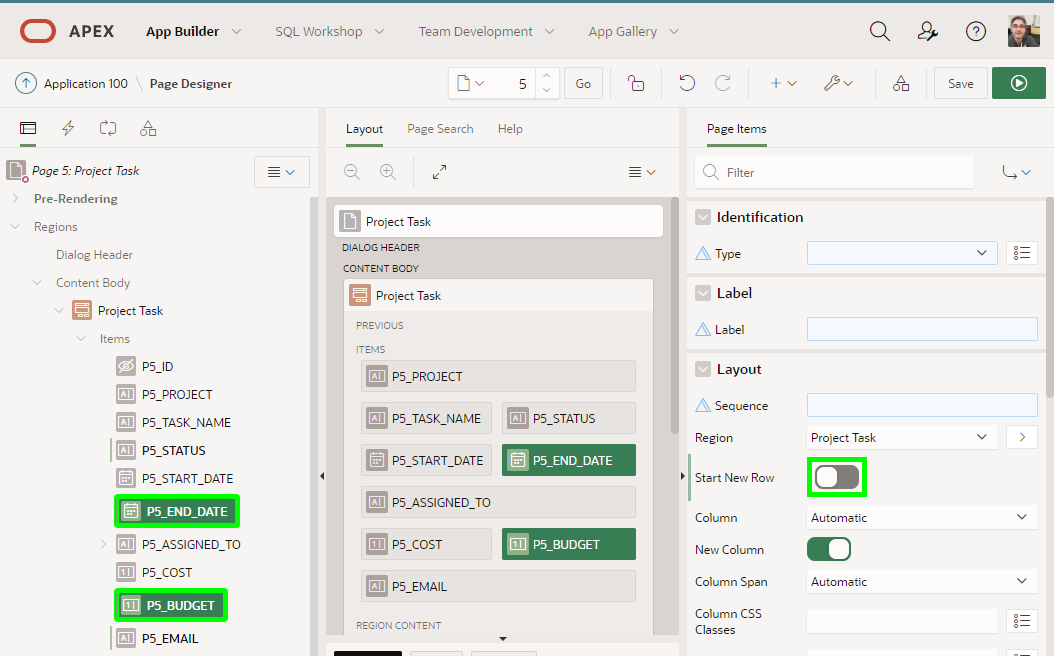 APEX App Builder SQL Workshop Team Development App Gallery
Application 100 \ Page Designer 5 Go Save
Layout Page Search Help
Page Items
Page 5: Project Task
Filter
Pre-Rendering
Regions
Dialog Header
Content Body
Project Task
Items
P5_ID
P5_PROJECT
P5_TASK_NAME
P5_STATUS
P5_START_DATE
P5_END_DATE
P5_ASSIGNED_TO
P5_COST
P5_BUDGET
P5_EMAIL
Project Task
DIALOG HEADER
CONTENT BODY
Project Task
PREVIOUS
ITEMS
P5_PROJECT
P5_TASK_NAME P5_STATUS
P5_START_DATE P5_END_DATE
P5_ASSIGNED_TO
P5_COST P5_BUDGET
P5_EMAIL
REGION CONTENT
Identification
Type
Label
Label
Layout
Sequence
Region Project Task
Start New Row
Column Automatic
New Column
Column Span Automatic
Column CSS
Classes